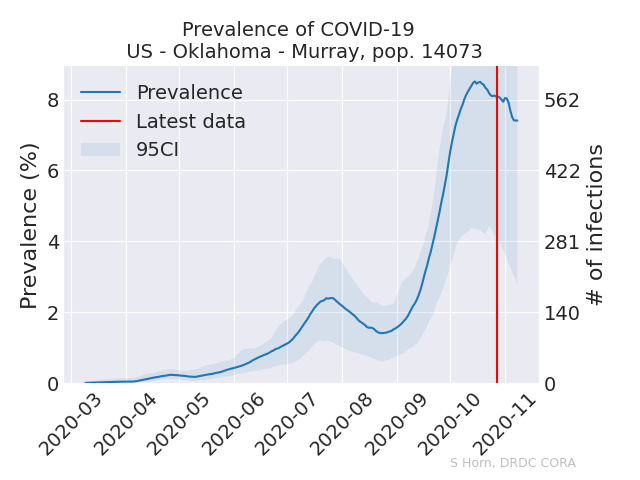 Prevalence of COVID-19
US - Oklahoma - Murray, pop. 14073
Prevalence
Latest data
95CI
Prevalence (%)
8
6
4
2
0
562
422
281
140
0
# of infections
2020-03
2020-04
2020-05
2020-06
2020-07
2020-08
2020-09
2020-10
2020-11
S Horn, DRDC CORA